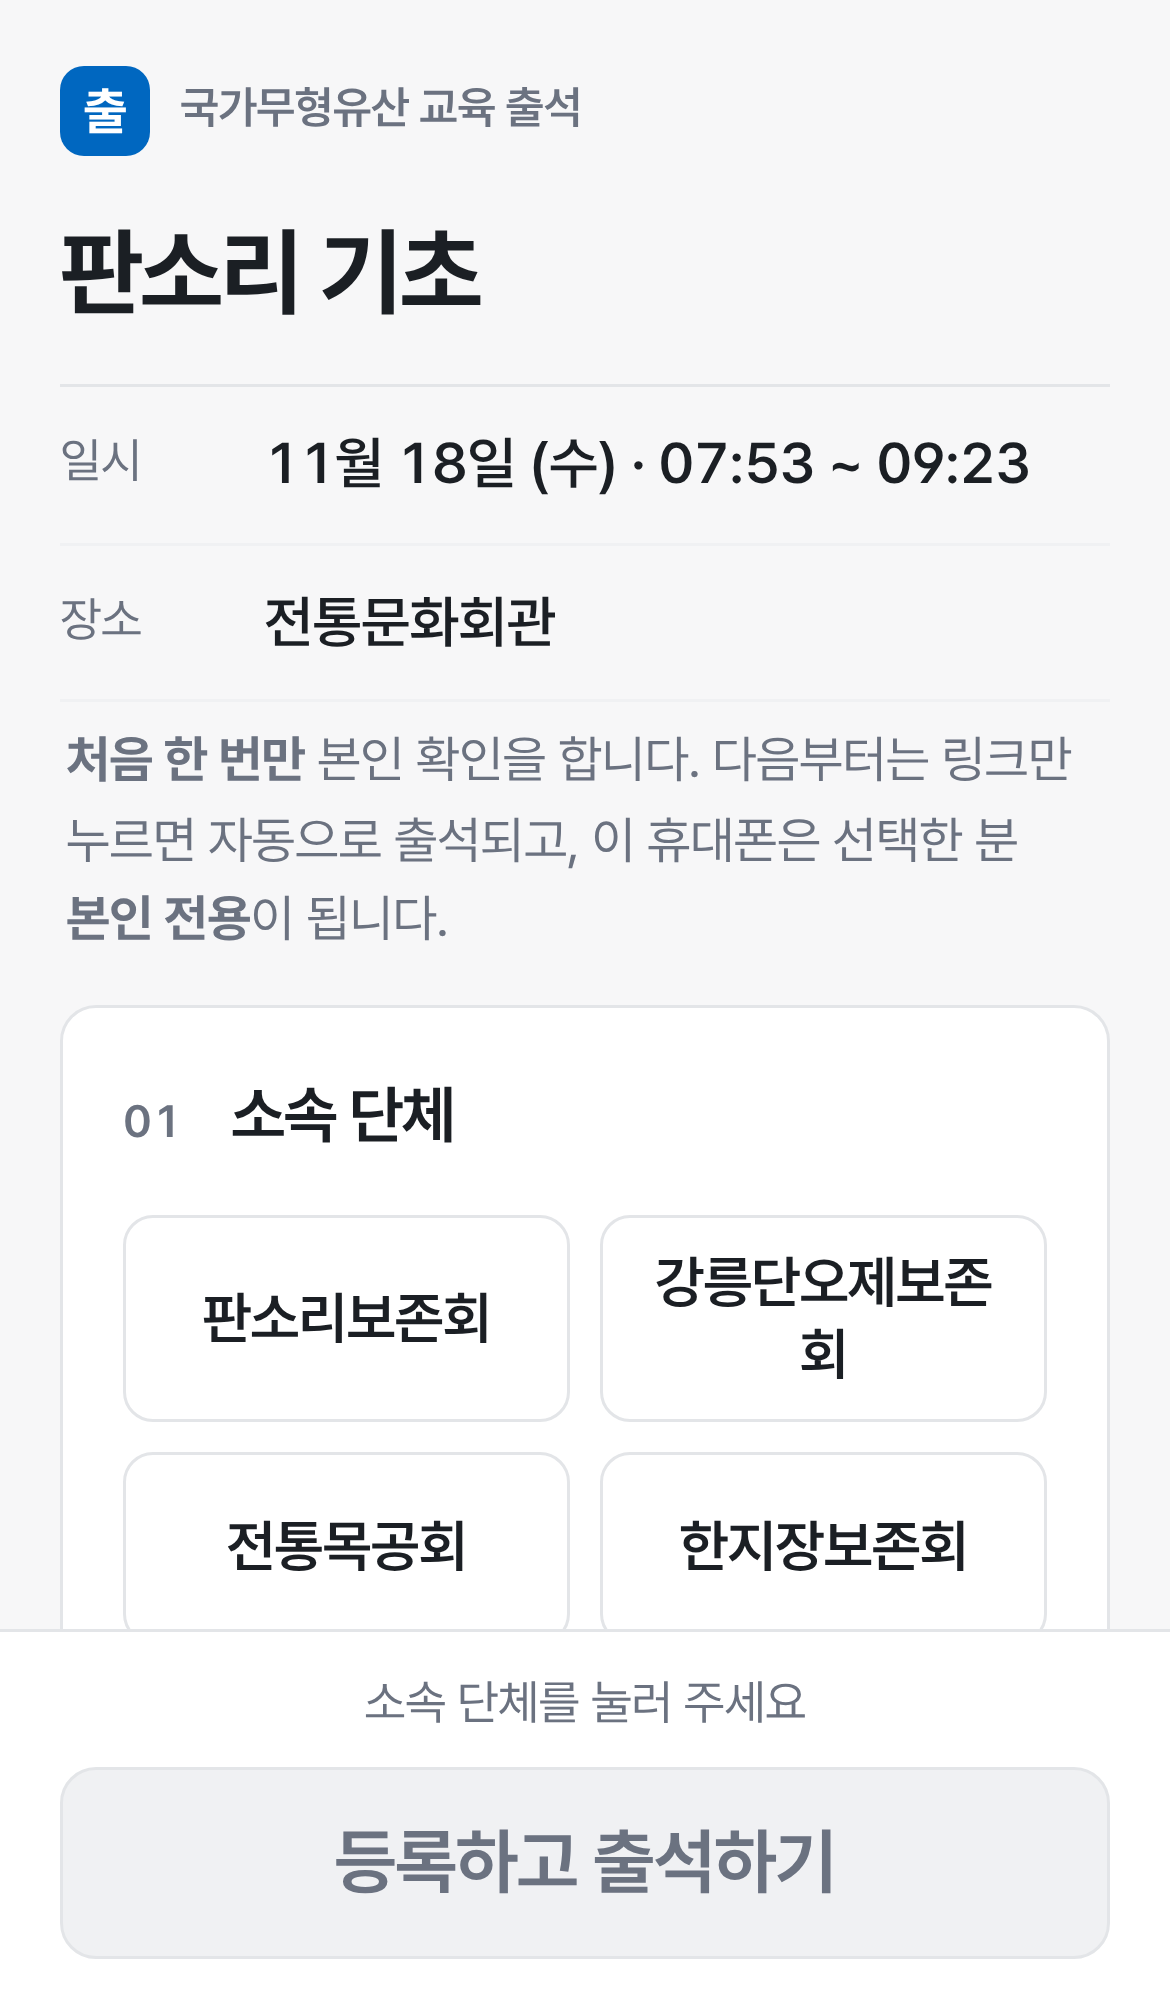 출 국가무형유산 교육 출석
판소리 기초
일시 11월 18일 (수) · 07:53 ~ 09:23
장소 전통문화회관
처음 한 번만 본인 확인을 합니다. 다음부터는 링크만
누르면 자동으로 출석되고, 이 휴대폰은 선택한 분
본인 전용이 됩니다.
01 소속 단체
판소리보존회
강릉단오제보존
회
전통목공회
한지장보존회
소속 단체를 눌러 주세요
등록하고 출석하기